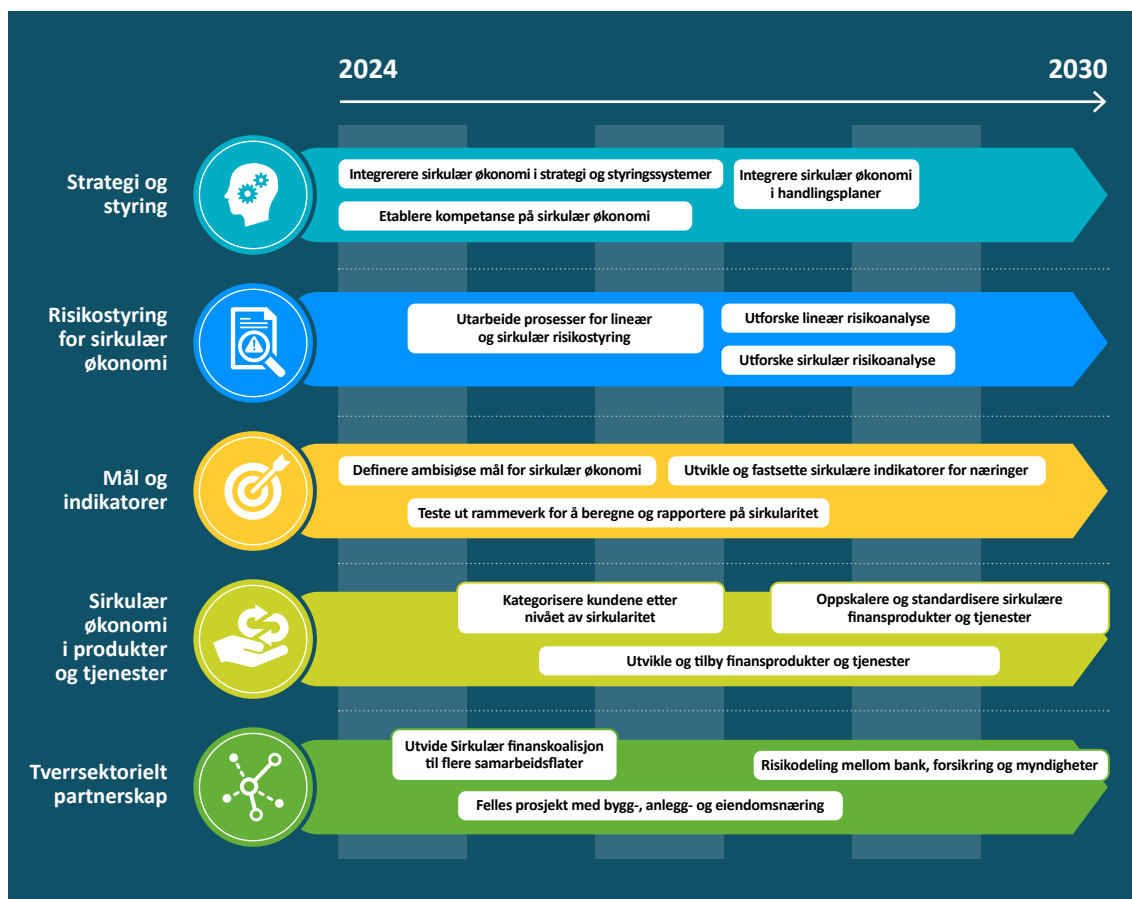 2024
2030
Strategi og
styring
Integrerere sirkulær økonomi i strategi og styringssystemer
Etablere kompetanse på sirkulær økonomi
Integrere sirkulær økonomi
i handlingsplaner
Risikostyring
for sirkulær
økonomi
Utarbeide prosesser for lineær
og sirkulær risikostyring
Utforske lineær risikoanalyse
Utforske sirkulær risikoanalyse
Mål og
indikatorer
Definere ambisiøse mål for sirkulær økonomi
Utvikle og fastsette sirkulære indikatorer for næringer
Teste ut rammeverk for å beregne og rapportere på sirkularitet
Sirkulær
økonomi
i produkter
og tjenester
Kategorisere kundene etter
nivået av sirkularitet
Oppskalere og standardisere sirkulære
finansprodukter og tjenester
Utvikle og tilby finansprodukter og tjenester
Tverrsektorielt
partnerskap
Utvide Sirkulær finanskoalisjon
til flere samarbeidsflater
Risikodeling mellom bank, forsikring og myndigheter
Felles prosjekt med bygg-, anlegg- og eiendomsnæring